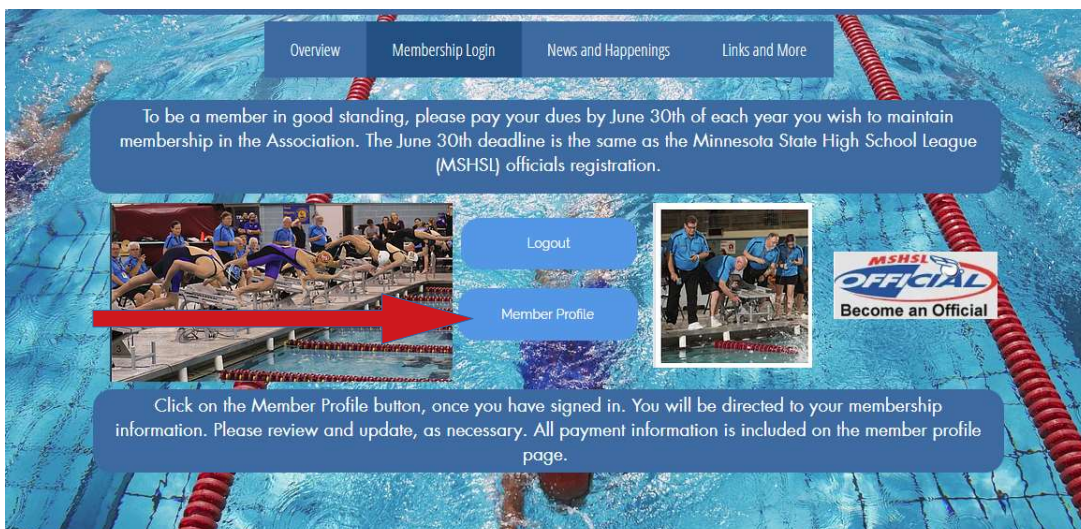 Overview
Membership Login
News and Happenings
Links and More
To be a member in good standing, please pay your dues by June 30th of each year you wish to maintain
membership in the Association. The June 30th deadline is the same as the Minnesota State High School League
(MSHSL) officials registration.
Logout
Member Profile
MSHSL
OFFICIAL
Become an Official
Click on the Member Profile button, once you have signed in. You will be directed to your membership
information. Please review and update, as necessary. All payment information is included on the member profile
page.